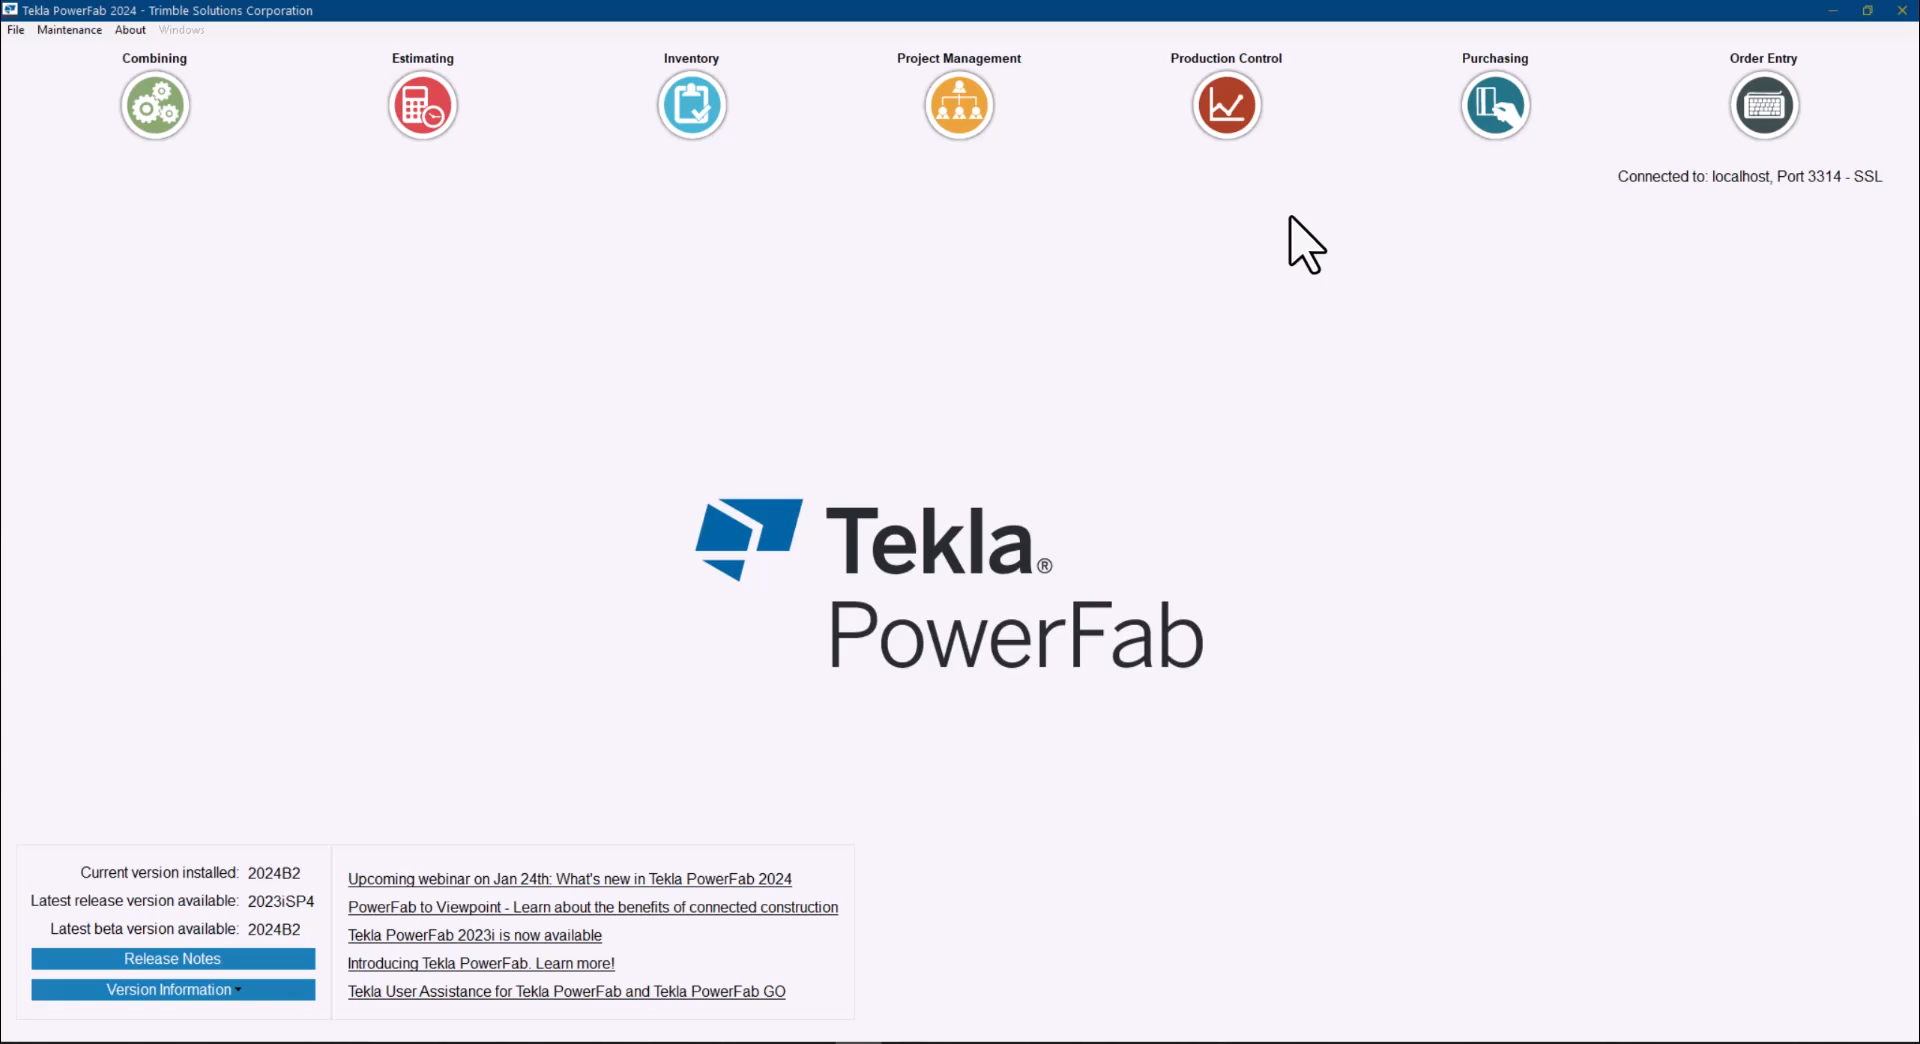 Tekla PowerFab 2024 - Trimble Solutions Corporation
File Maintenance About Windows
Combining Estimating Inventory Project Management Production Control Purchasing Order Entry
Connected to: localhost, Port 3314 - SSL
Tekla®
PowerFab
Current version installed: 2024B2
Latest release version available: 2023iSP4
Latest beta version available: 2024B2
Release Notes
Version Information
Upcoming webinar on Jan 24th: What's new in Tekla PowerFab 2024
PowerFab to Viewpoint - Learn about the benefits of connected construction
Tekla PowerFab 2023i is now available
Introducing Tekla PowerFab. Learn more!
Tekla User Assistance for Tekla PowerFab and Tekla PowerFab GO